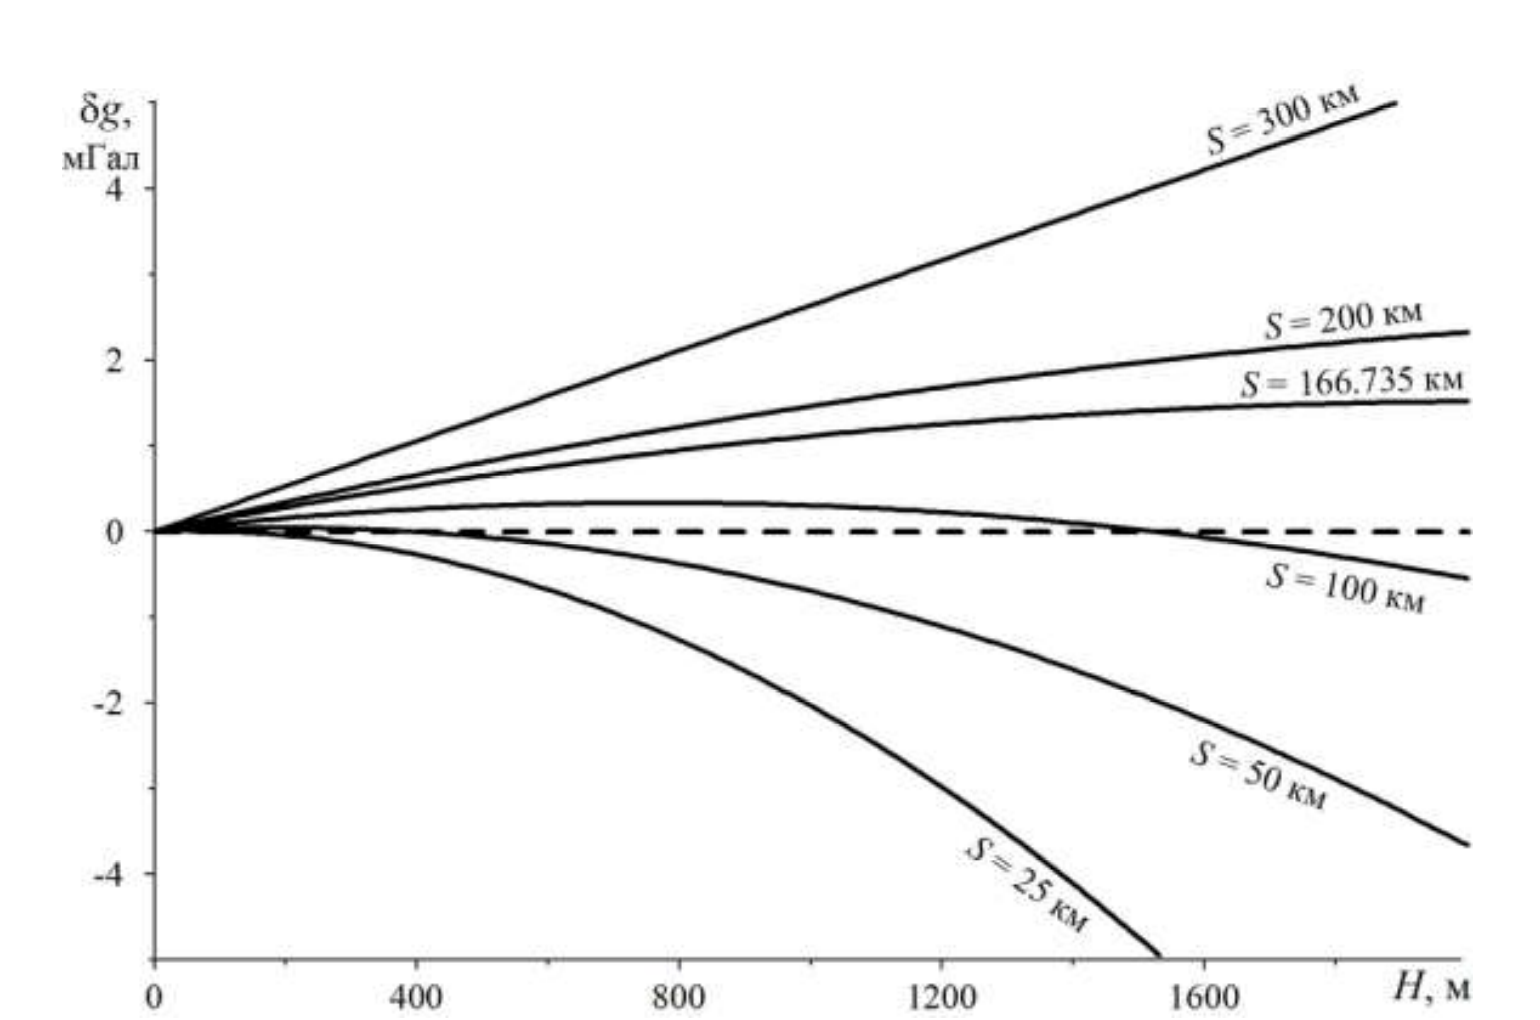 δg,
мГал
4
2
0
-2
-4
S = 300 км
S = 200 км
S = 166.735 км
S = 100 км
S = 50 км
S = 25 км
0 400 800 1200 1600 H, м